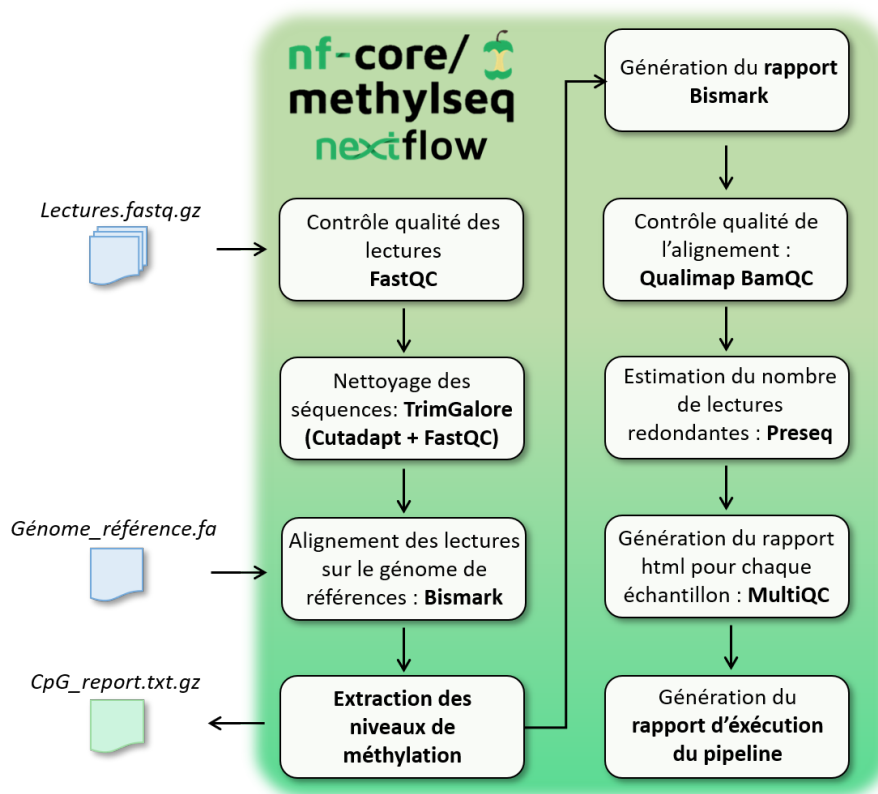 nf-core/
methylseq
nextflow
Lectures.fastq.gz
Contrôle qualité des
lectures
FastQC
Nettoyage des
séquences: TrimGalore
(Cutadapt + FastQC)
Génome_référence.fa
Alignement des lectures
sur le génome de
références : Bismark
CpG_report.txt.gz
Extraction des
niveaux de
méthylation
Génération du rapport
Bismark
Contrôle qualité de
l’alignement :
Qualimap BamQC
Estimation du nombre
de lectures
redondantes : Preseq
Génération du rapport
html pour chaque
échantillon : MultiQC
Génération du
rapport d’éxécution
du pipeline